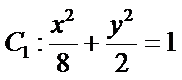 C₁ : x²/8 + y²/2 = 1